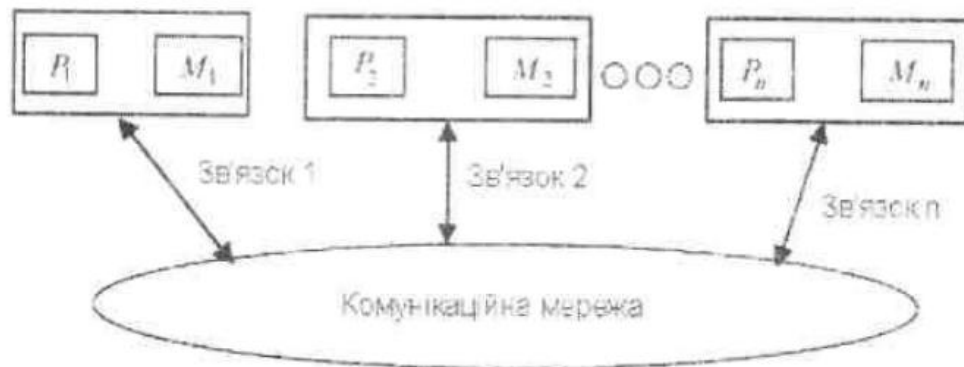 P₁ M₁ P₂ M₂ Pₙ Mₙ
Зв'язок 1
Зв'язок 2
Зв'язок n
Комунікаційна мережа